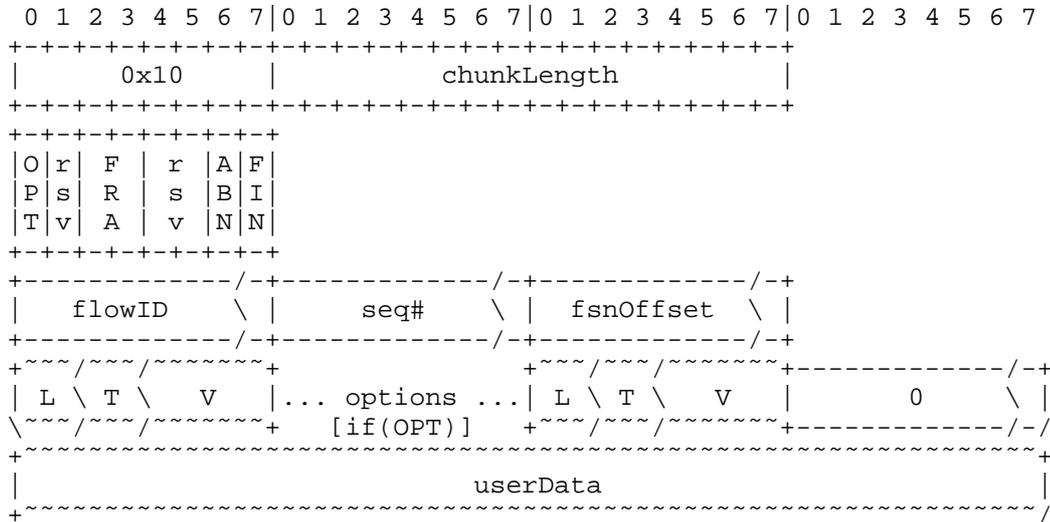 0 1 2 3 4 5 6 7|0 1 2 3 4 5 6 7|0 1 2 3 4 5 6 7|0 1 2 3 4 5 6 7
+-+-+-+-+-+-+-+-+-+-+-+-+-+-+-+-+-+-+-+-+-+-+-+-+
|      0x10     |          chunkLength          |
+-+-+-+-+-+-+-+-+-+-+-+-+-+-+-+-+-+-+-+-+-+-+-+-+
+-+-+-+-+-+-+-+-+
|O|r| F | r |A|F|
|P|s| R | s |B|I|
|T|v| A | v |N|N|
+-+-+-+-+-+-+-+-+
+-------------/-+-------------/-+-------------/-+
|   flowID    \ |     seq#    \ |  fsnOffset  \ |
+-------------/-+-------------/-+-------------/-+
+~~~/~~~/~~~~~~~+               +~~~/~~~/~~~~~~~+-------------/-+
| L \ T \   V   |... options ...| L \ T \   V   |       0     \ |
\~~~/~~~/~~~~~~~+   [if(OPT)]   +~~~/~~~/~~~~~~~+-------------/-/
+~~~~~~~~~~~~~~~~~~~~~~~~~~~~~~~~~~~~~~~~~~~~~~~~~~~~~~~~~~~~~~~+
|                            userData                           |
+~~~~~~~~~~~~~~~~~~~~~~~~~~~~~~~~~~~~~~~~~~~~~~~~~~~~~~~~~~~~~~~/